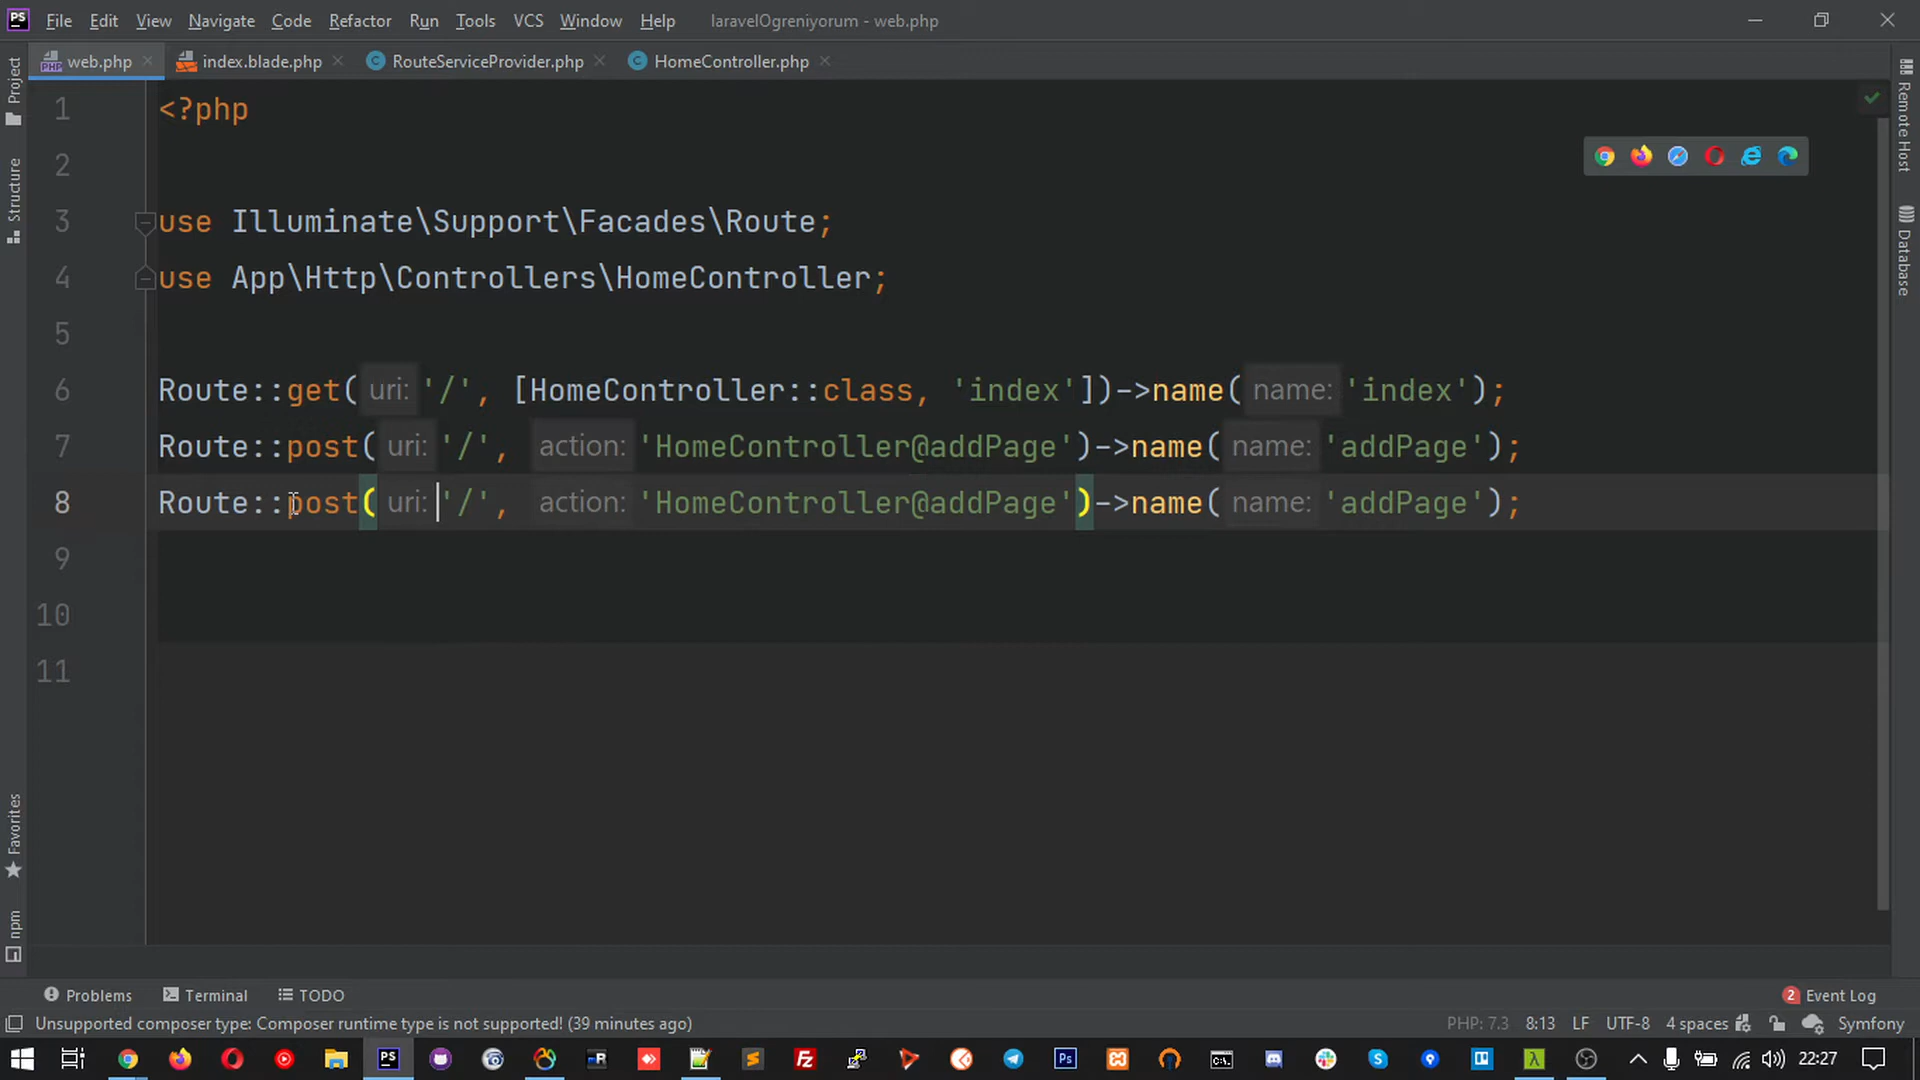 PS File Edit View Navigate Code Refactor Run Tools VCS Window Help laravelOgreniyorum - web.php
web.php index.blade.php RouteServiceProvider.php HomeController.php
Project
Structure
Favorites
npm
Remote Host
Database
1 <?php
2
3 use Illuminate\Support\Facades\Route;
4 use App\Http\Controllers\HomeController;
5
6 Route::get( uri: '/', [HomeController::class, 'index'])->name( name: 'index');
7 Route::post( uri: '/', action: 'HomeController@addPage')->name( name: 'addPage');
8 Route::post( uri: '/', action: 'HomeController@addPage')->name( name: 'addPage');
9
10
11
Problems Terminal TODO 2 Event Log
Unsupported composer type: Composer runtime type is not supported! (39 minutes ago) PHP: 7.3 8:13 LF UTF-8 4 spaces Symfony
22:27